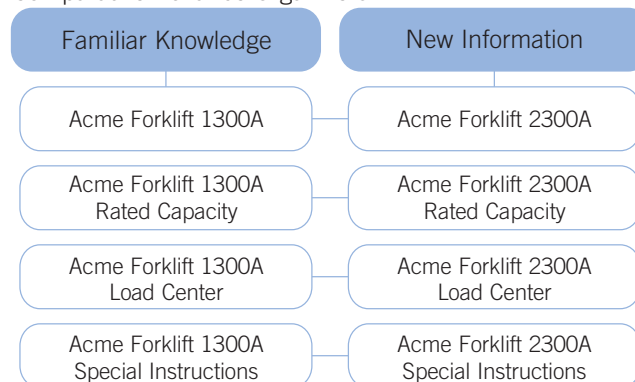 Familiar Knowledge
New Information
Acme Forklift 1300A
Acme Forklift 2300A
Acme Forklift 1300A
Rated Capacity
Acme Forklift 2300A
Rated Capacity
Acme Forklift 1300A
Load Center
Acme Forklift 2300A
Load Center
Acme Forklift 1300A
Special Instructions
Acme Forklift 2300A
Special Instructions